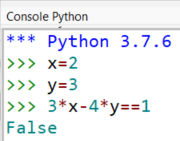 Console Python
*** Python 3.7.6
>>> x=2
>>> y=3
>>> 3*x-4*y==1
False